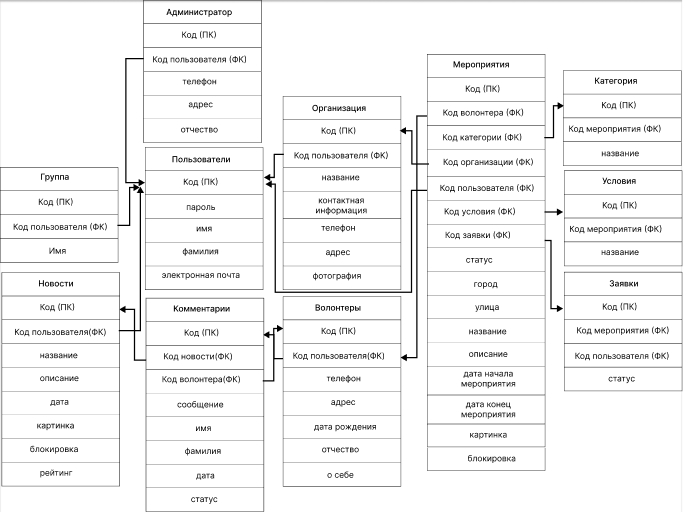 Администратор
Код (ПК)
Код пользователя (ФК)
телефон
адрес
отчество
Группа
Код (ПК)
Код пользователя (ФК)
Имя
Пользователи
Код (ПК)
пароль
имя
фамилия
электронная почта
Организация
Код (ПК)
Код пользователя (ФК)
название
контактная
информация
телефон
адрес
фотография
Мероприятия
Код (ПК)
Код волонтера (ФК)
Код категории (ФК)
Код организации (ФК)
Код пользователя (ФК)
Код условия (ФК)
Код заявки (ФК)
статус
город
улица
название
описание
дата начала
мероприятия
дата конец
мероприятия
картинка
блокировка
Категория
Код (ПК)
Код мероприятия (ФК)
название
Условия
Код (ПК)
Код мероприятия (ФК)
название
Заявки
Код (ПК)
Код мероприятия (ФК)
Код пользователя (ФК)
статус
Новости
Код (ПК)
Код пользователя(ФК)
название
описание
дата
картинка
блокировка
рейтинг
Комментарии
Код (ПК)
Код новости(ФК)
Код волонтера(ФК)
сообщение
имя
фамилия
дата
статус
Волонтеры
Код (ПК)
Код пользователя(ФК)
телефон
адрес
дата рождения
отчество
о себе